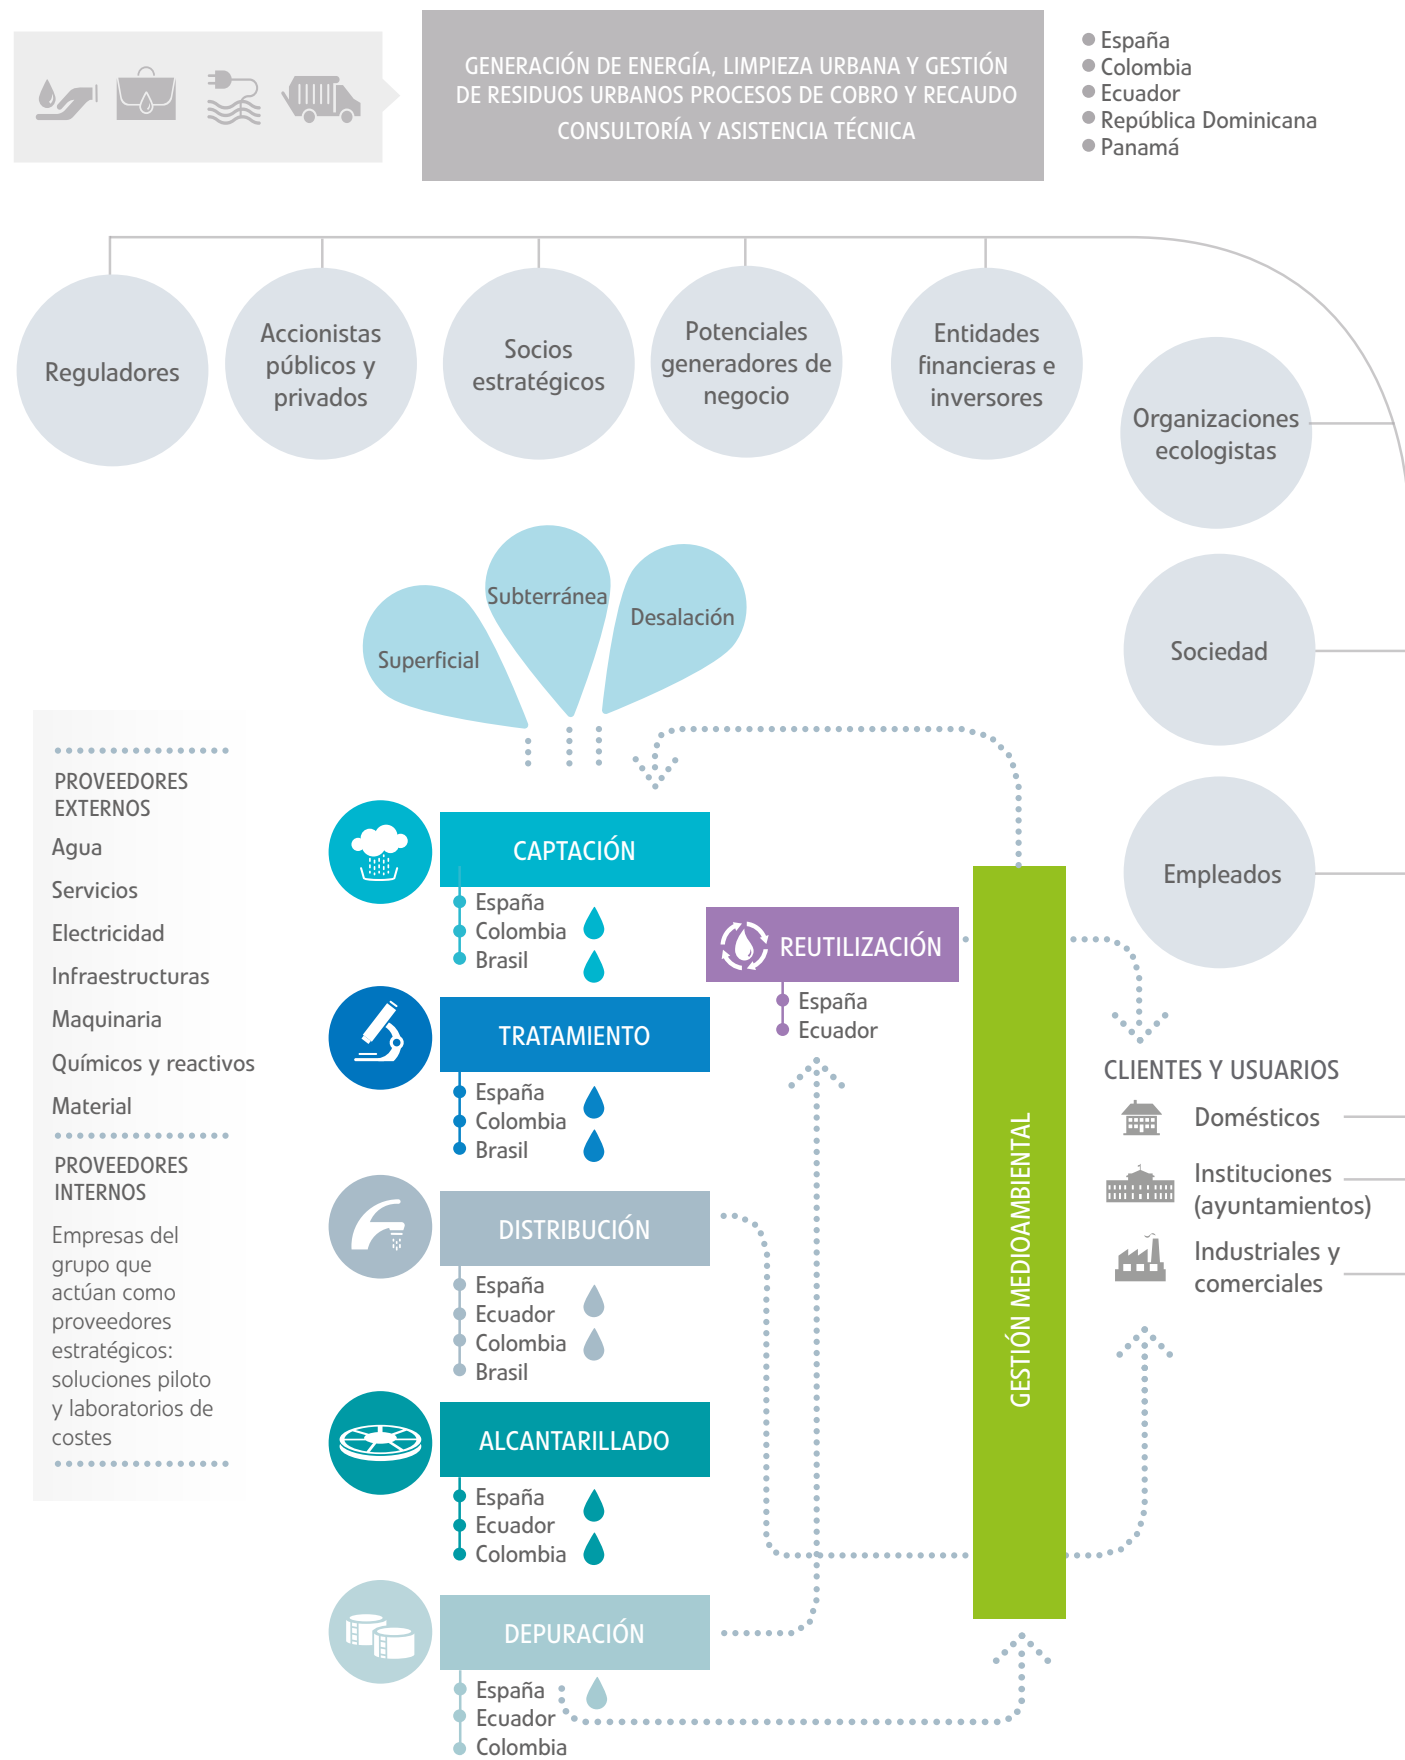 GENERACIÓN DE ENERGÍA, LIMPIEZA URBANA Y GESTIÓN
DE RESIDUOS URBANOS PROCESOS DE COBRO Y RECAUDO
CONSULTORÍA Y ASISTENCIA TÉCNICA
España
Colombia
Ecuador
República Dominicana
Panamá
Reguladores
Accionistas
públicos y
privados
Socios
estratégicos
Potenciales
generadores de
negocio
Entidades
financieras e
inversores
Organizaciones
ecologistas
Sociedad
Empleados
Superficial
Subterránea
Desalación
PROVEEDORES
EXTERNOS
Agua
Servicios
Electricidad
Infraestructuras
Maquinaria
Químicos y reactivos
Material
PROVEEDORES
INTERNOS
Empresas del
grupo que
actúan como
proveedores
estratégicos:
soluciones piloto
y laboratorios de
costes
CAPTACIÓN
España
Colombia
Brasil
TRATAMIENTO
España
Colombia
Brasil
DISTRIBUCIÓN
España
Ecuador
Colombia
Brasil
ALCANTARILLADO
España
Ecuador
Colombia
DEPURACIÓN
España
Ecuador
Colombia
REUTILIZACIÓN
España
Ecuador
GESTIÓN MEDIOAMBIENTAL
CLIENTES Y USUARIOS
Domésticos
Instituciones
(ayuntamientos)
Industriales y
comerciales